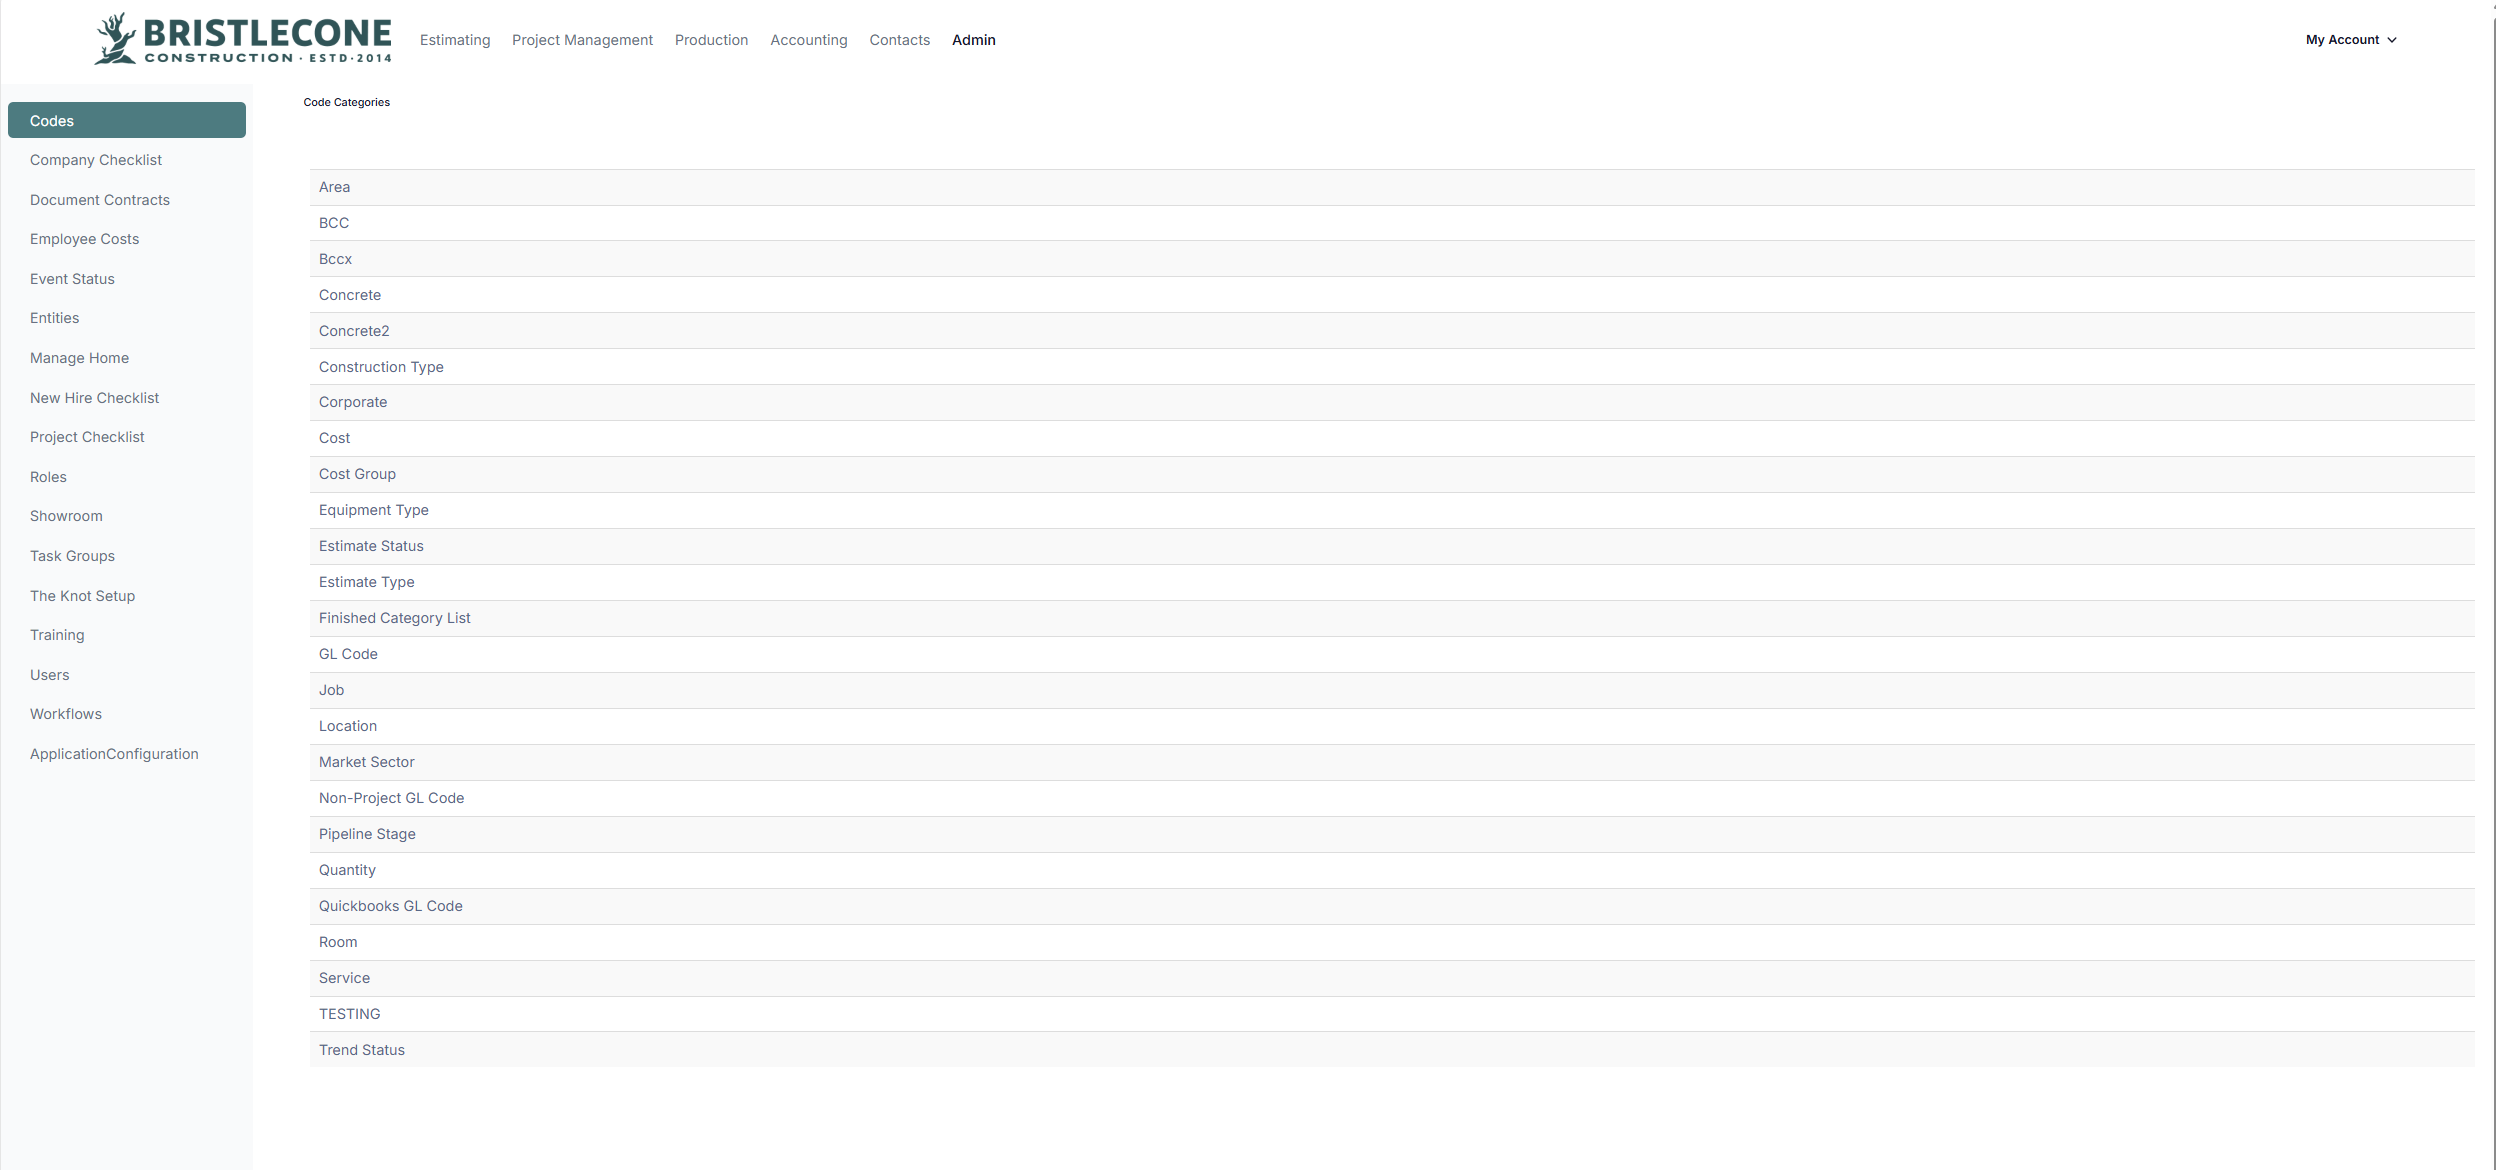 BRISTLECONE
CONSTRUCTION · ESTD · 2014
Estimating Project Management Production Accounting Contacts Admin
My Account
Codes
Company Checklist
Document Contracts
Employee Costs
Event Status
Entities
Manage Home
New Hire Checklist
Project Checklist
Roles
Showroom
Task Groups
The Knot Setup
Training
Users
Workflows
ApplicationConfiguration
Code Categories
Area
BCC
Bccx
Concrete
Concrete2
Construction Type
Corporate
Cost
Cost Group
Equipment Type
Estimate Status
Estimate Type
Finished Category List
GL Code
Job
Location
Market Sector
Non-Project GL Code
Pipeline Stage
Quantity
Quickbooks GL Code
Room
Service
TESTING
Trend Status